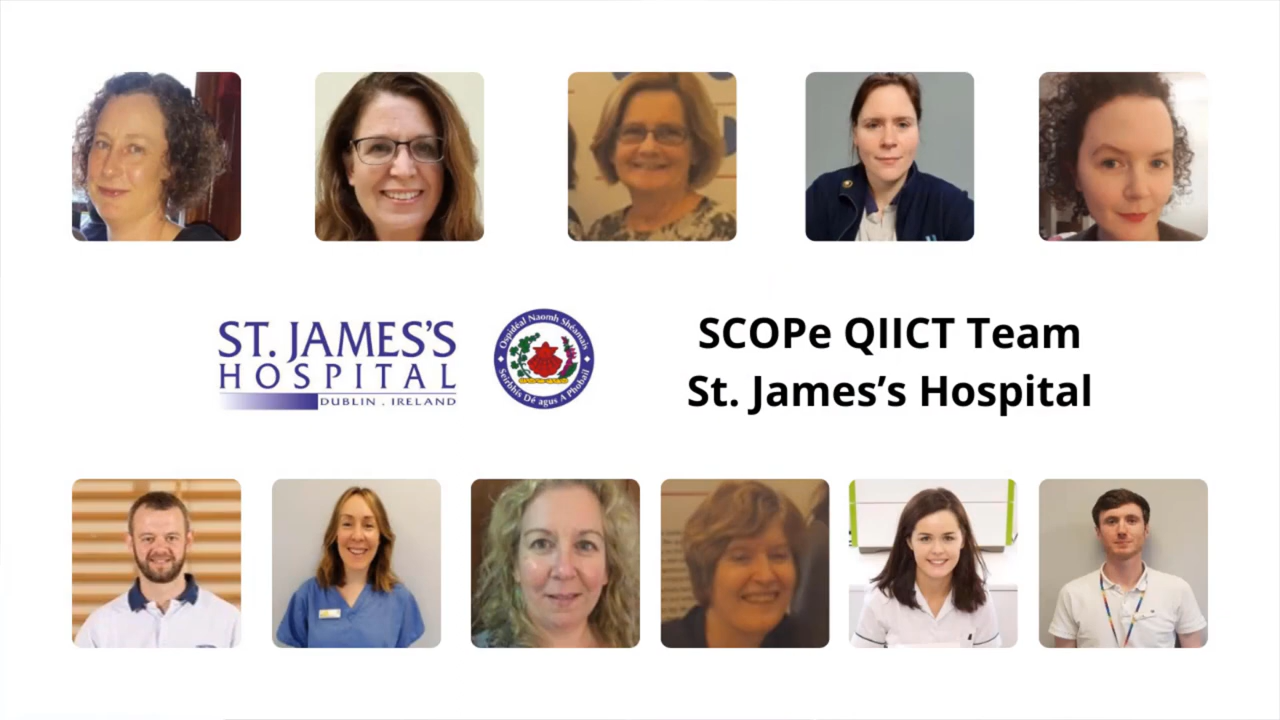 ST. JAMES'S
HOSPITAL
DUBLIN . IRELAND
Ospidéal Naomh Shéamais
Seirbhís Dé agus A Phobail
SCOPe QIICT Team
St. James’s Hospital